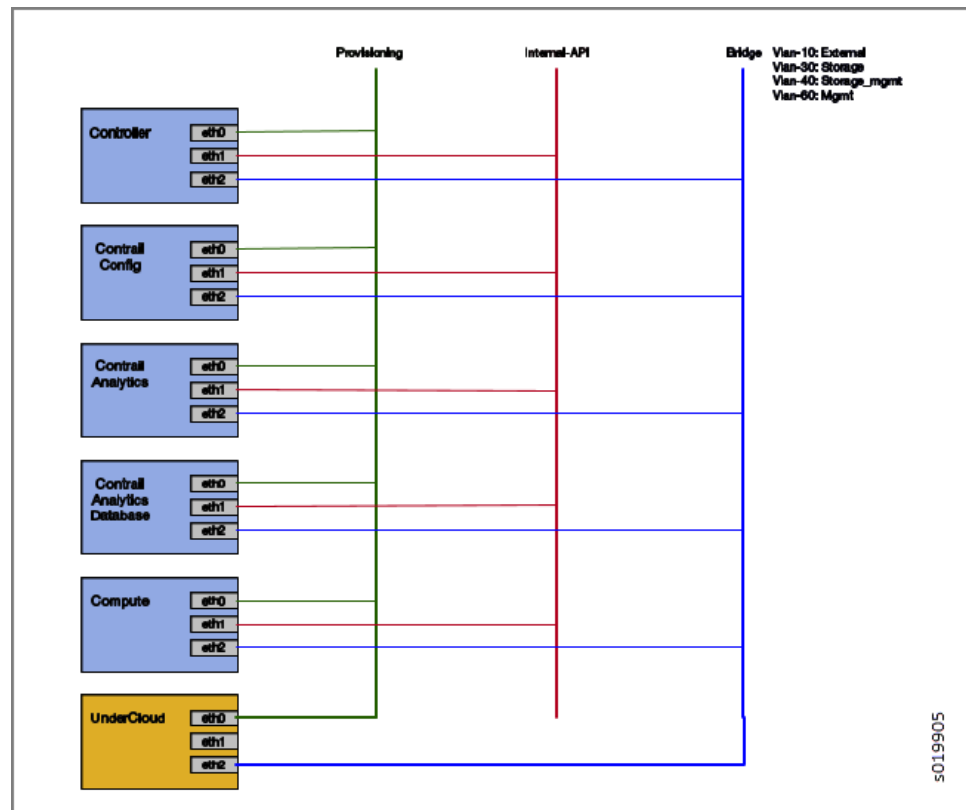 Provisioning
Internal-API
Bridge
Vlan-10: External
Vlan-30: Storage
Vlan-40: Storage_mgmt
Vlan-60: Mgmt
Controller
eth0
eth1
eth2
Contrail
Config
eth0
eth1
eth2
Contrail
Analytics
eth0
eth1
eth2
Contrail
Analytics
Database
eth0
eth1
eth2
Compute
eth0
eth1
eth2
UnderCloud
eth0
eth1
eth2
s019905